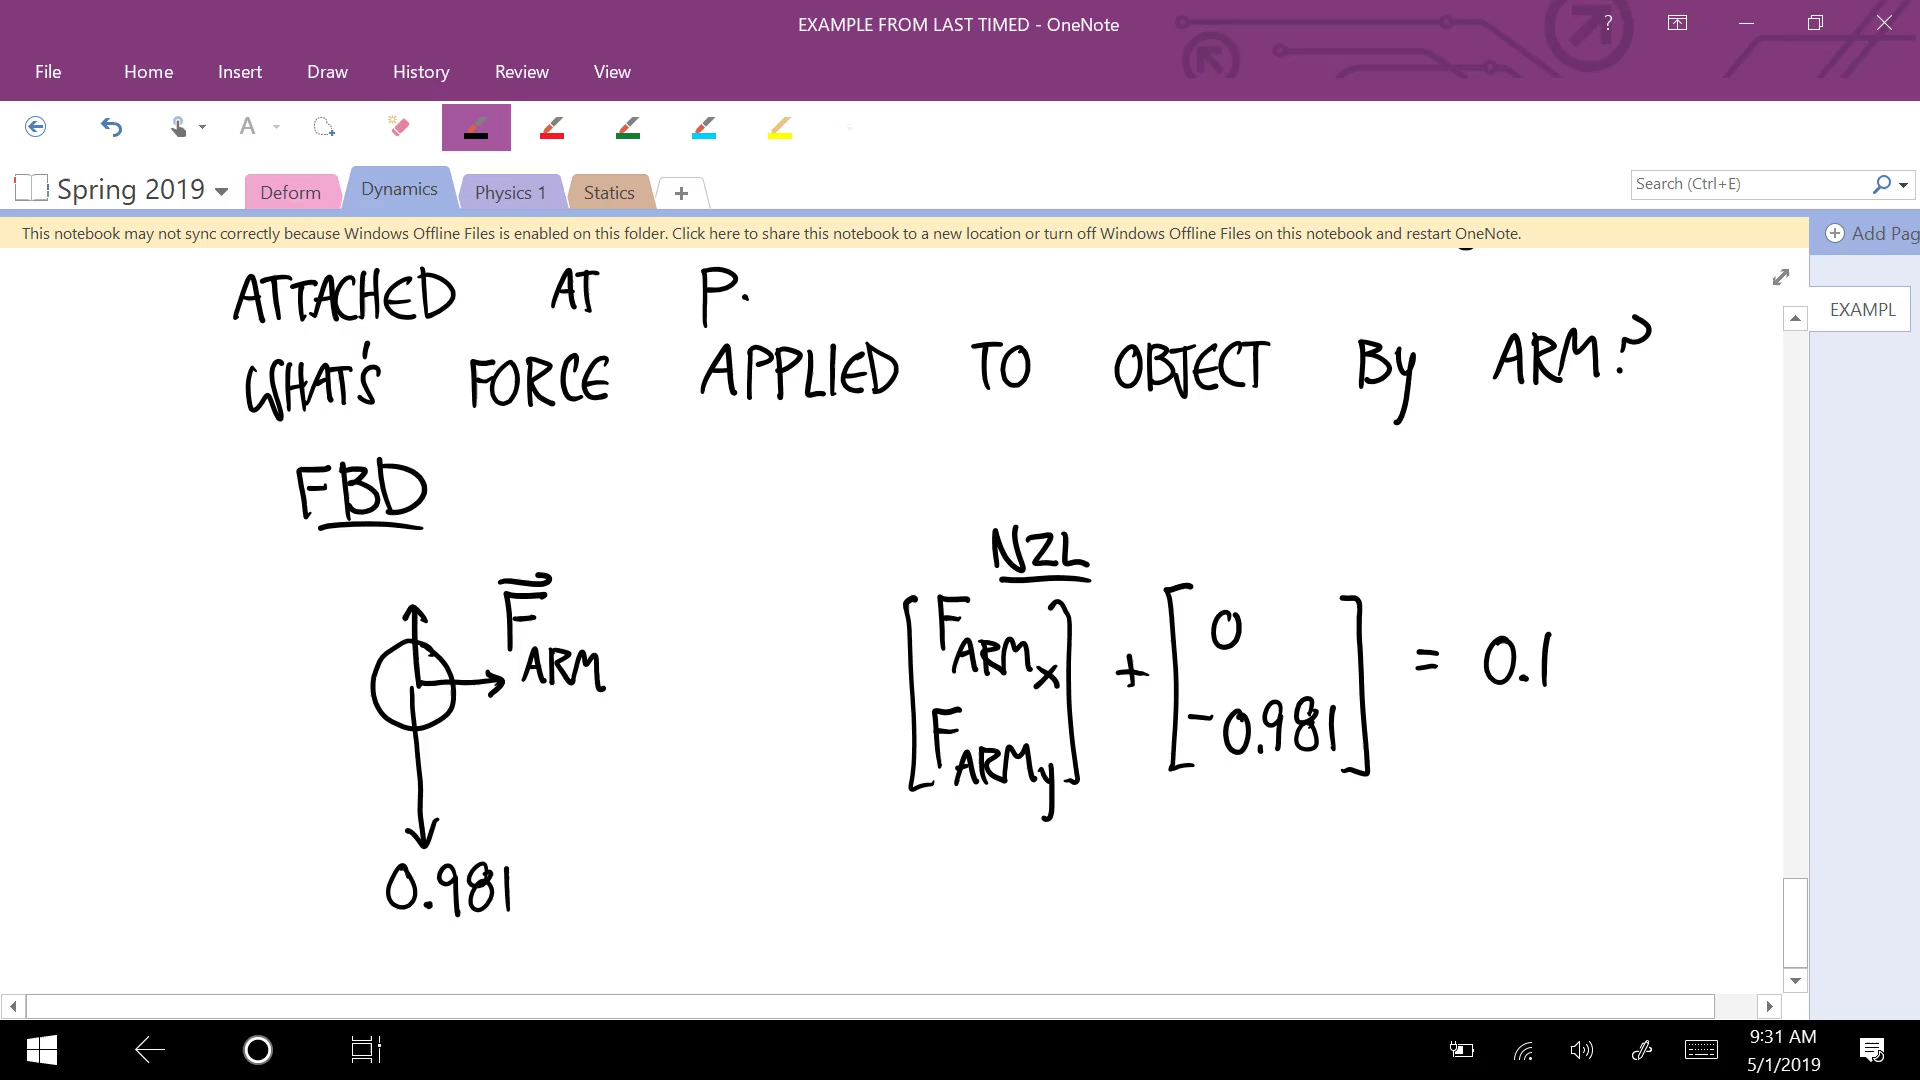 EXAMPLE FROM LAST TIMED - OneNote
?
File Home Insert Draw History Review View
A
Spring 2019 Deform Dynamics Physics 1 Statics +
Search (Ctrl+E)
This notebook may not sync correctly because Windows Offline Files is enabled on this folder. Click here to share this notebook to a new location or turn off Windows Offline Files on this notebook and restart OneNote.
Add Pag
EXAMPL
ATTACHED AT P.
WHAT'S FORCE APPLIED TO OBJECT BY ARM?
FBD
F ARM
0.981
N2L
[F ARM x] + [0] = 0.1
[F ARM y] [-0.981]
9:31 AM
5/1/2019